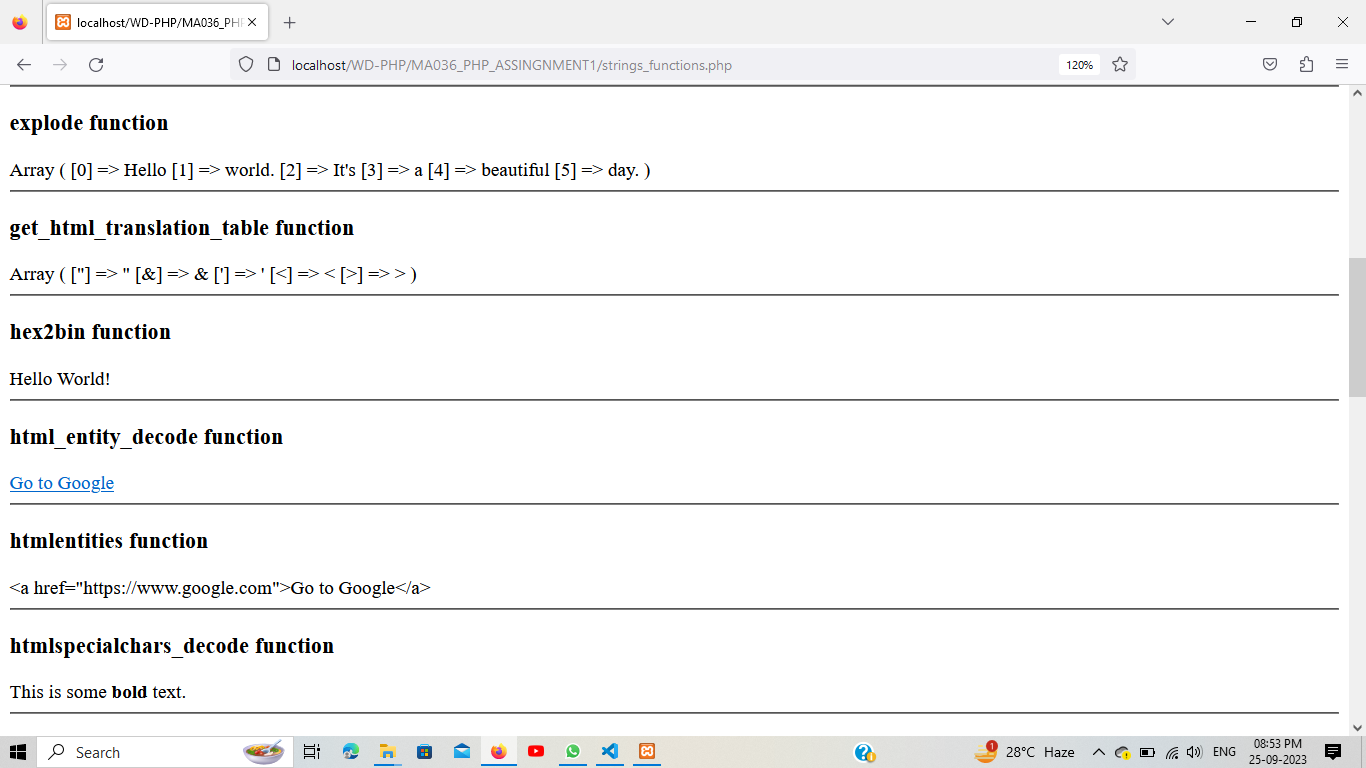 localhost/WD-PHP/MA036_PHP
localhost/WD-PHP/MA036_PHP_ASSINGNMENT1/strings_functions.php
120%
explode function
Array ( [0] => Hello [1] => world. [2] => It's [3] => a [4] => beautiful [5] => day. )
get_html_translation_table function
Array ( ["] => " [&] => & ['] => ' [<] => < [>] => > )
hex2bin function
Hello World!
html_entity_decode function
Go to Google
htmlentities function
<a href="https://www.google.com">Go to Google</a>
htmlspecialchars_decode function
This is some bold text.
Search
1
28°C Haze
ENG
08:53 PM
25-09-2023